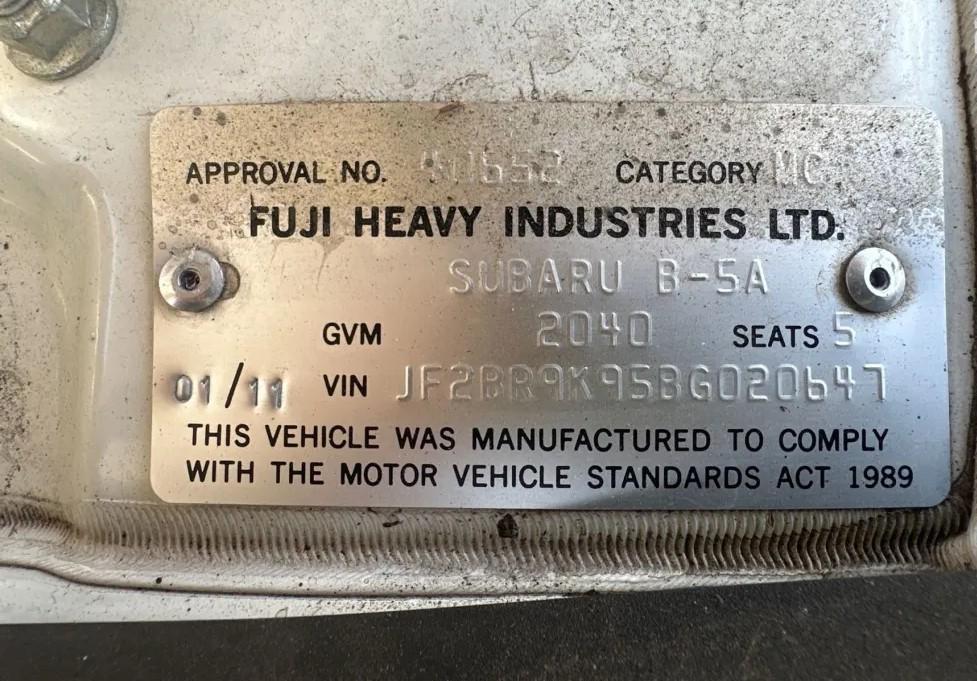 APPROVAL NO. CATEGORY MC
FUJI HEAVY INDUSTRIES LTD.
SUBARU B-5A
GVM 2040 SEATS 5
01/11 VIN JF2BR9K95BG020647
THIS VEHICLE WAS MANUFACTURED TO COMPLY
WITH THE MOTOR VEHICLE STANDARDS ACT 1989